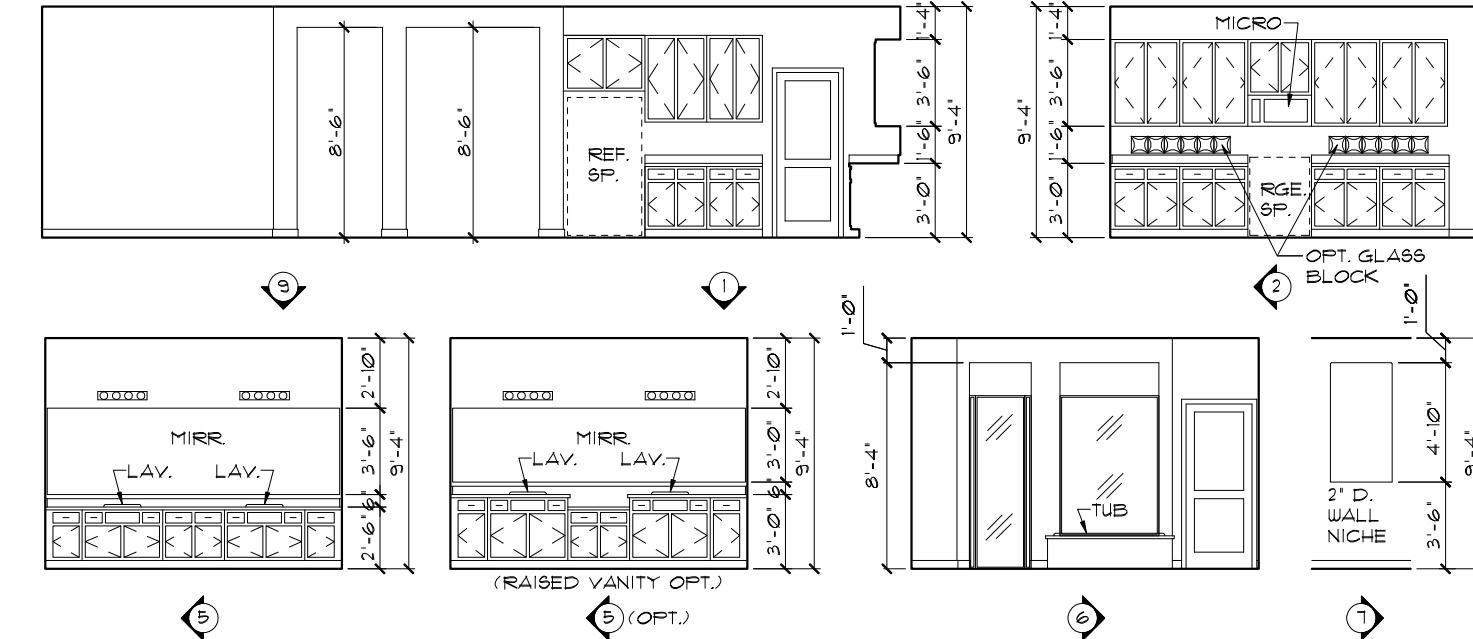 8'-6"
8'-6"
REF.
SP.
1'-4"
3'-6"
1'-6"
3'-0"
9'-4"
9
1
9'-4"
1'-4"
3'-6"
1'-6"
3'-0"
MICRO
RGE.
SP.
OPT. GLASS
BLOCK
2
MIRR.
LAV. LAV.
2'-10"
3'-6"
6"
2'-6"
9'-4"
5
MIRR.
LAV. LAV.
2'-10"
3'-0"
6"
3'-0"
9'-4"
(RAISED VANITY OPT.)
5 (OPT.)
1'-0"
8'-4"
TUB
6
1'-0"
4'-10"
3'-6"
9'-4"
2" D.
WALL
NICHE
7